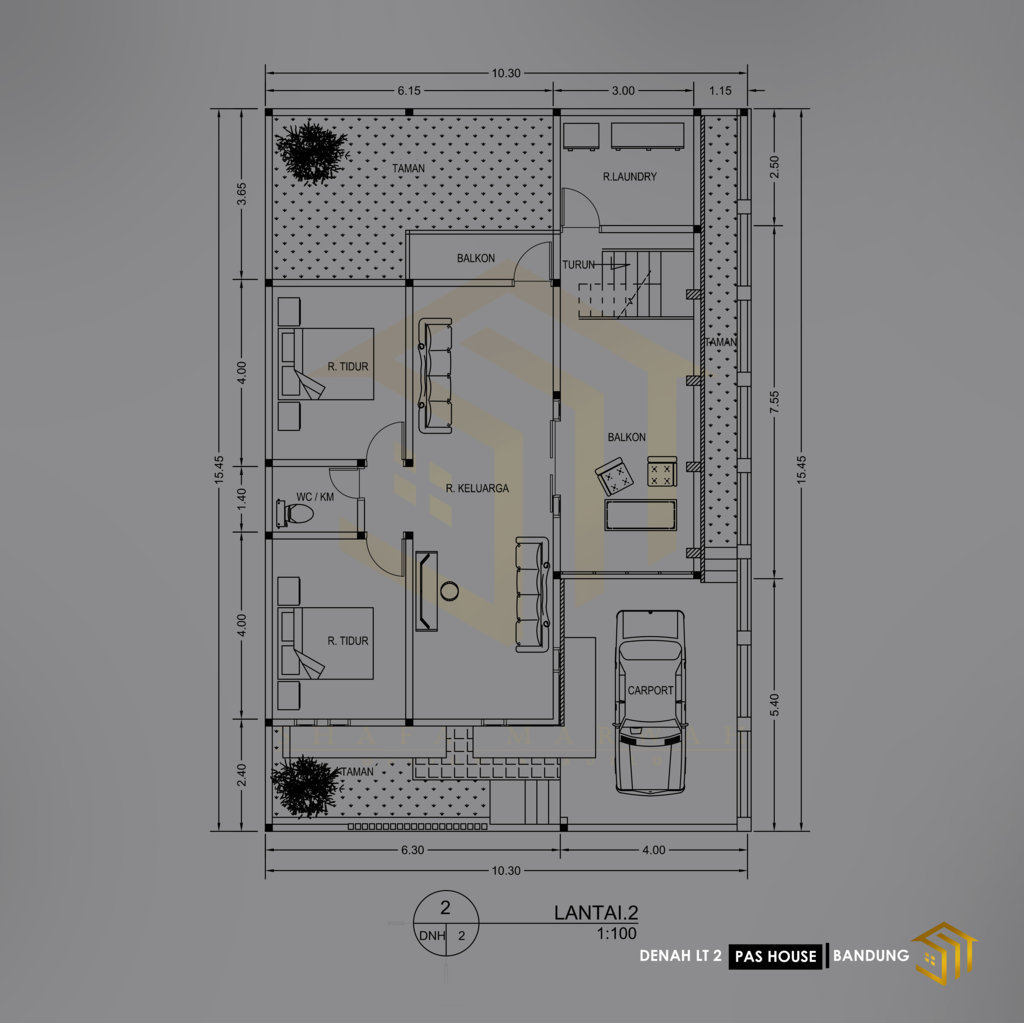 10.30
6.15 3.00 1.15
TAMAN
R.LAUNDRY
2.50
3.65
BALKON
TURUN
TAMAN
R. TIDUR
4.00
7.55
BALKON
15.45
15.45
R. KELUARGA
WC / KM
1.40
R. TIDUR
4.00
CARPORT
5.40
HAFA MARWAH
TAMAN
2.40
6.30 4.00
10.30
2
DNH 2
LANTAI.2
1:100
DENAH LT 2 PAS HOUSE BANDUNG